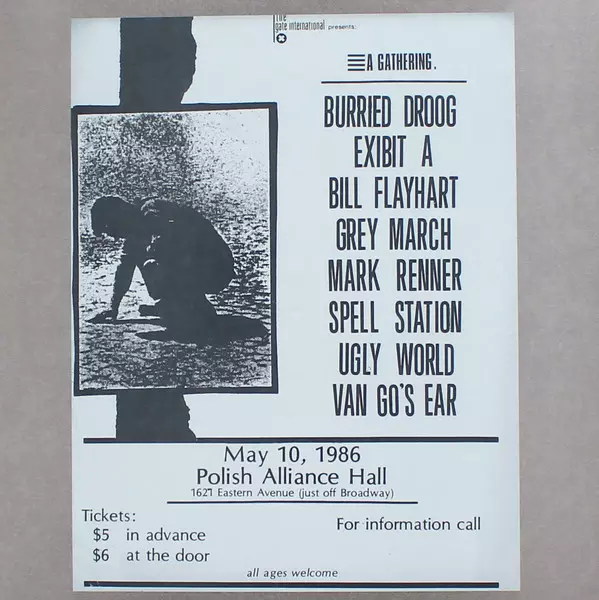 the
gate international presents:
A GATHERING.
BURRIED DROOG
EXIBIT A
BILL FLAYHART
GREY MARCH
MARK RENNER
SPELL STATION
UGLY WORLD
VAN GO'S EAR
May 10, 1986
Polish Alliance Hall
1621 Eastern Avenue (just off Broadway)
Tickets:
$5 in advance
$6 at the door
For information call
all ages welcome